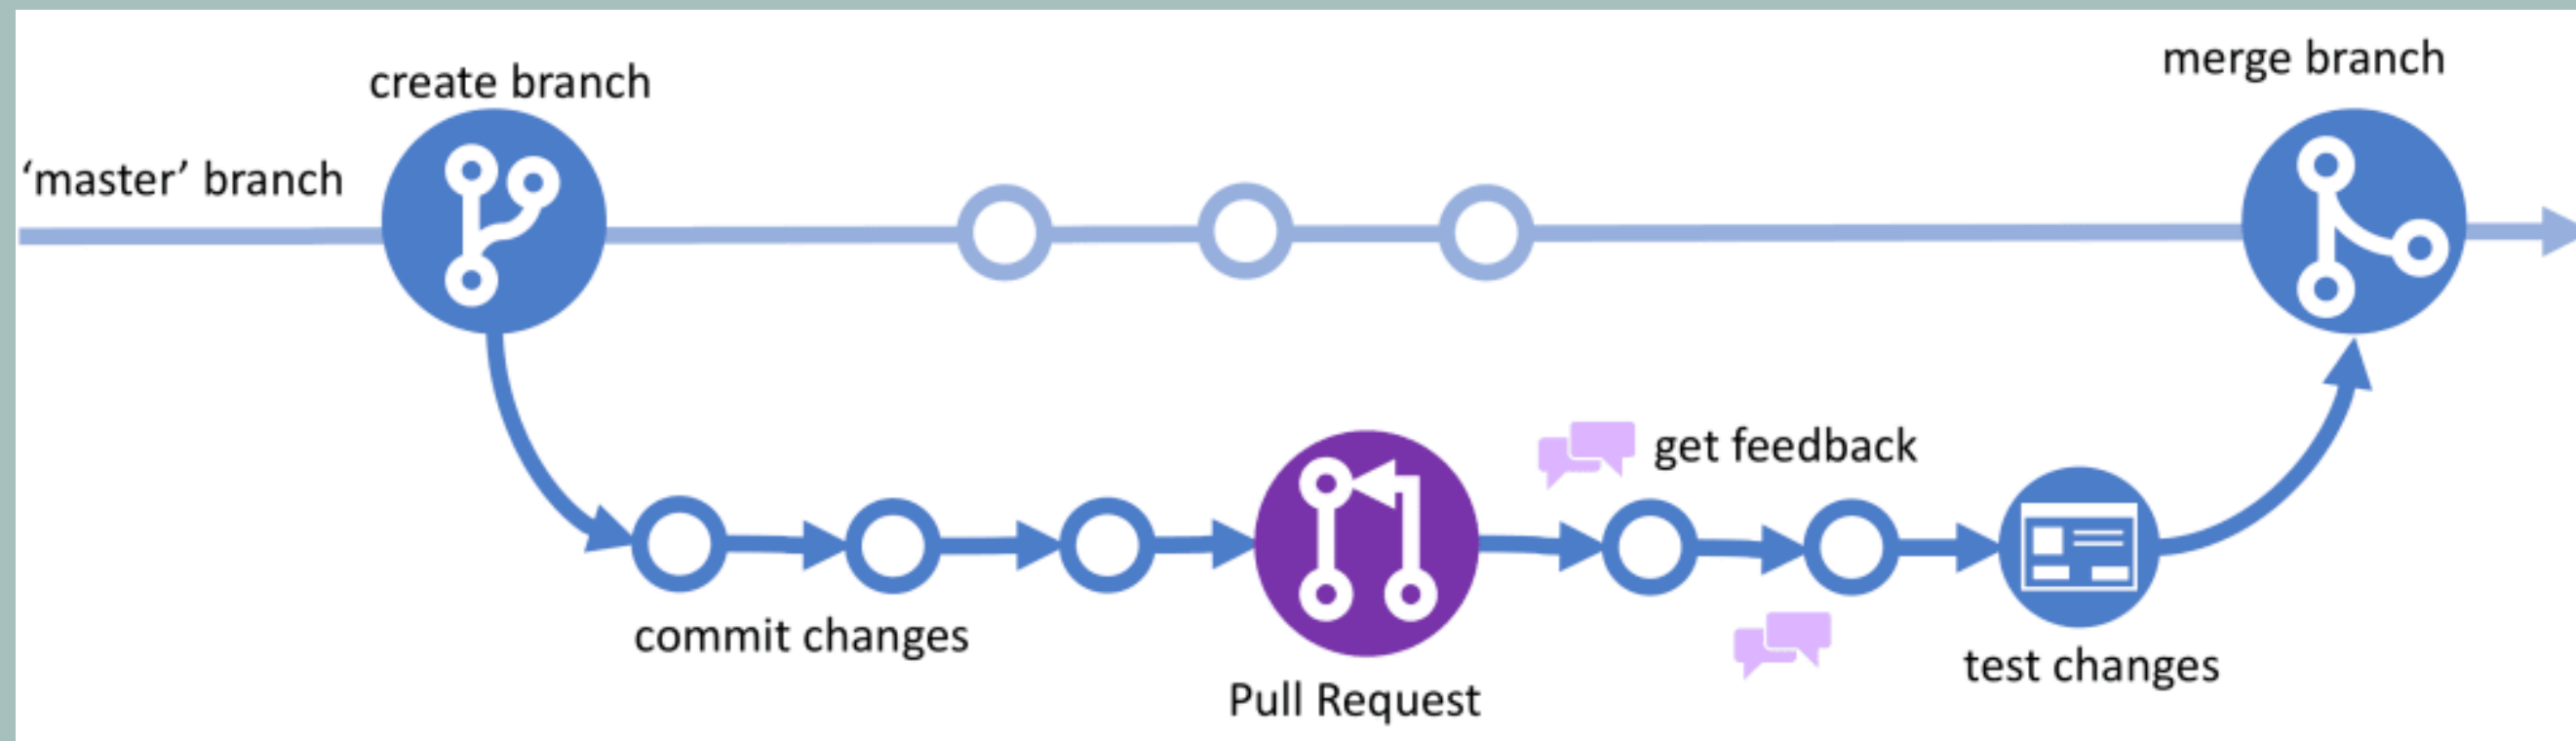 create branch
merge branch
‘master’ branch
get feedback
commit changes
test changes
Pull Request